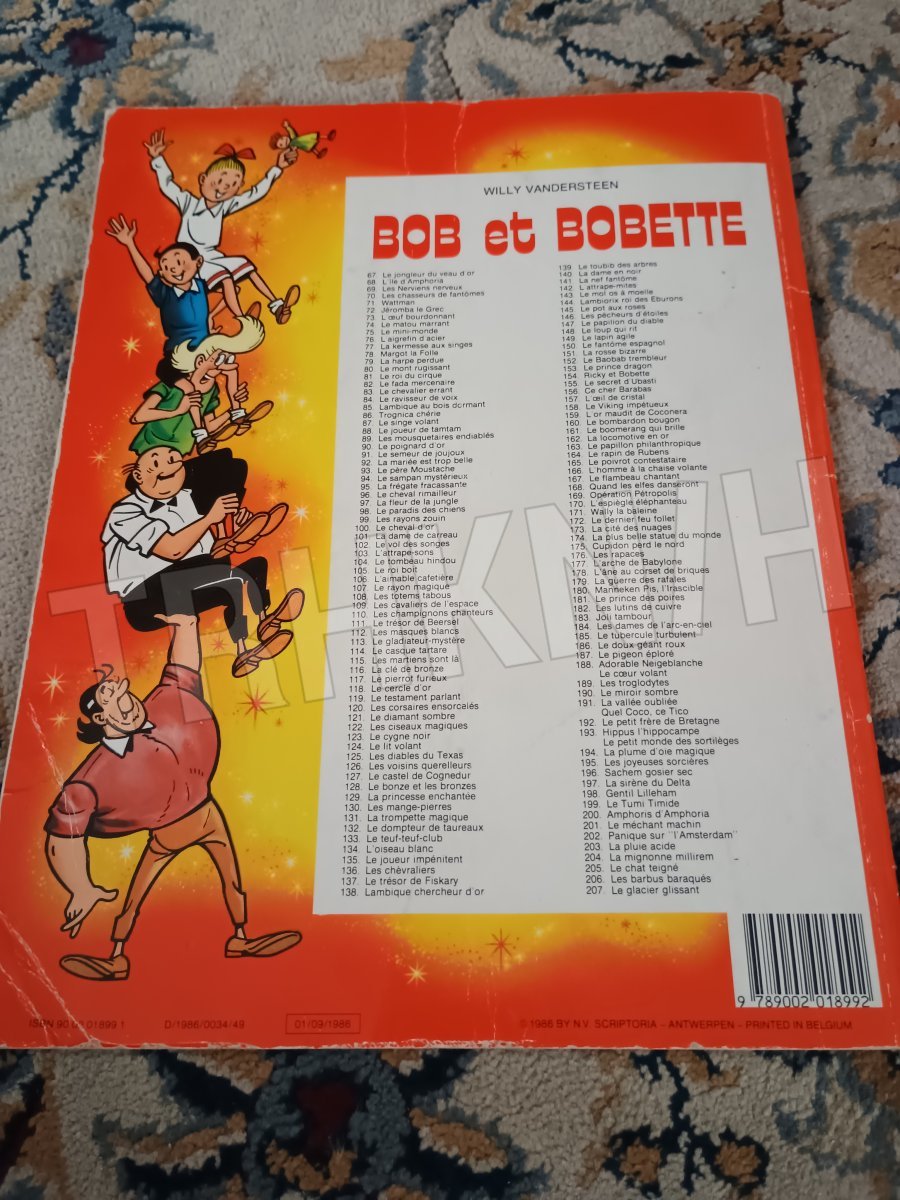 WILLY VANDERSTEEN
BOB et BOBETTE
67. Le jongleur du veau d'or
68. L'île d'Amphoria
69. Les Nerviens nerveux
70. Les chasseurs de fantômes
71. Wattman
72. Jéromba le Grec
73. L'œuf bourdonnant
74. Le matou marrant
75. Le mini-monde
76. L'aigrefin d'acier
77. La kermesse aux singes
78. Margot la Folle
79. La harpe perdue
80. Le mont rugissant
81. Le roi du cirque
82. Le fada mercenaire
83. Le chevalier errant
84. Le ravisseur de voix
85. Lambique au bois dormant
86. Trognica chérie
87. Le singe volant
88. Le joueur de tamtam
89. Les mousquetaires endiablés
90. Le poignard d'or
91. Le semeur de joujoux
92. La mariée est trop belle
93. Le père Moustache
94. Le sampan mystérieux
95. La frégate fracassante
96. Le cheval rimailleur
97. La fleur de la jungle
98. Le paradis des chiens
99. Les rayons zouin
100. Le cheval d'or
101. La dame de carreau
102. Le vol des songes
103. L'attrape-sons
104. Le tombeau hindou
105. Le roi boit
106. L'aimable cafetière
107. Le rayon magique
108. Les totems tabous
109. Les cavaliers de l'espace
110. Les champignons chanteurs
111. Le trésor de Beersel
112. Les masques blancs
113. Le gladiateur-mystère
114. Le casque tartare
115. Les martiens sont là
116. La clé de bronze
117. Le pierrot furieux
118. Le cercle d'or
119. Le testament parlant
120. Les corsaires ensorcelés
121. Le diamant sombre
122. Les ciseaux magiques
123. Le cygne noir
124. Le lit volant
125. Les diables du Texas
126. Les voisins querelleurs
127. Le castel de Cognedur
128. Le bonze et les bronzes
129. La princesse enchantée
130. Les mange-pierres
131. La trompette magique
132. Le dompteur de taureaux
133. Le teuf-teuf-club
134. L'oiseau blanc
135. Le joueur impénitent
136. Les chèvraliers
137. Le trésor de Fiskary
138. Lambique chercheur d'or
139. Le toubib des arbres
140. La dame en noir
141. La nef fantôme
142. L'attrape-mites
143. Le mol os à moelle
144. Lambiorix roi des Eburons
145. Le pot aux roses
146. Les pêcheurs d'étoiles
147. Le papillon du diable
148. Le loup qui rit
149. Le lapin agile
150. Le fantôme espagnol
151. La rosse bizarre
152. Le Baobab trembleur
153. Le prince dragon
154. Ricky et Bobette
155. Le secret d'Ubasti
156. Ce cher Barabas
157. L'œil de cristal
158. Le Viking impétueux
159. L'or maudit de Coconera
160. Le bombardon bougon
161. Le boomerang qui brille
162. La locomotive en or
163. Le papillon philanthropique
164. Le rapin de Rubens
165. Le poivrot contestataire
166. L'homme à la chaise volante
167. Le flambeau chantant
168. Quand les elfes danseront
169. Opération Pétropolis
170. L'espiègle éléphanteau
171. Wally la baleine
172. Le dernier feu follet
173. La cité des nuages
174. La plus belle statue du monde
175. Cupidon perd le nord
176. Les rapaces
177. L'arche de Babylone
178. L'âne au corset de briques
179. La guerre des rafales
180. Manneken Pis, l'irascible
181. Le prince des poires
182. Les lutins de cuivre
183. Joli tambour
184. Les dames de l'arc-en-ciel
185. Le tubercule turbulent
186. Le doux géant roux
187. Le pigeon éploré
188. Adorable Neigeblanche
Le cœur volant
189. Les troglodytes
190. Le miroir sombre
191. La vallée oubliée
Quel Coco, ce Tico
192. Le petit frère de Bretagne
193. Hippus l'hippocampe
Le petit monde des sortilèges
194. La plume d'oie magique
195. Les joyeuses sorcières
196. Sachem gosier sec
197. La sirène du Delta
198. Gentil Lilleham
199. Le Tumi Timide
200. Amphoris d'Amphoria
201. Le méchant machin
202. Panique sur "l'Amsterdam"
203. La pluie acide
204. La mignonne millirem
205. Le chat teigné
206. Les barbus baraqués
207. Le glacier glissant
9 789002 018992
ISBN 90 02 01899 1
D/1986/0034/49
01/09/1986
© 1986 BY N.V. SCRIPTORIA – ANTWERPEN – PRINTED IN BELGIUM
TRHKNVH